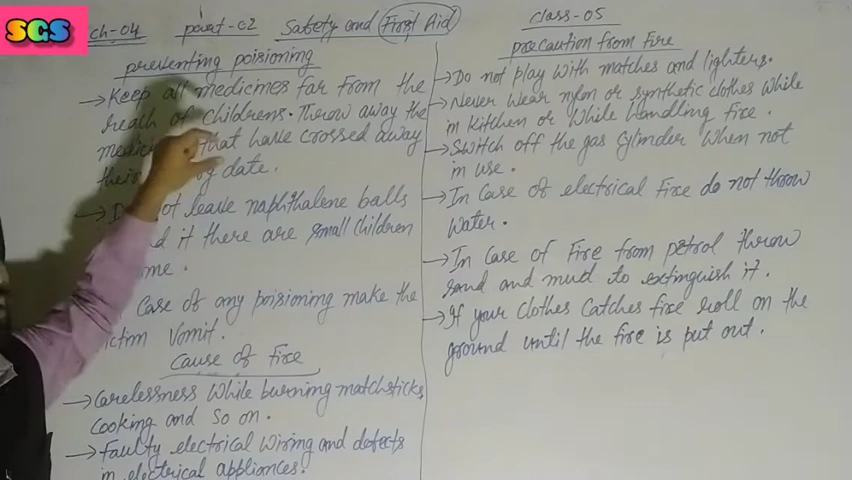 SGS
ch-04 part-02 Safety and First Aid class-05
preventing poisioning
→ Keep all medicines far from the
reach of childrens. Throw away the
that have crossed away
date.
→ leave naphthalene balls
if there are small children
Case of any poisioning make the
Vomit.
Cause of fire
→ Carelessness while burning matchsticks,
cooking and so on.
→ Faulty electrical wiring and defects
in electrical appliances.
precaution from Fire
→ Do not play with matches and lighters.
→ Never wear nylon or synthetic clothes while
in kitchen or while handling fire.
→ Switch off the gas cylinder when not
in use.
→ In case of electrical fire do not throw
water.
→ In case of Fire from petrol throw
sand and mud to extinguish it.
→ If your clothes catches fire roll on the
ground until the fire is put out.